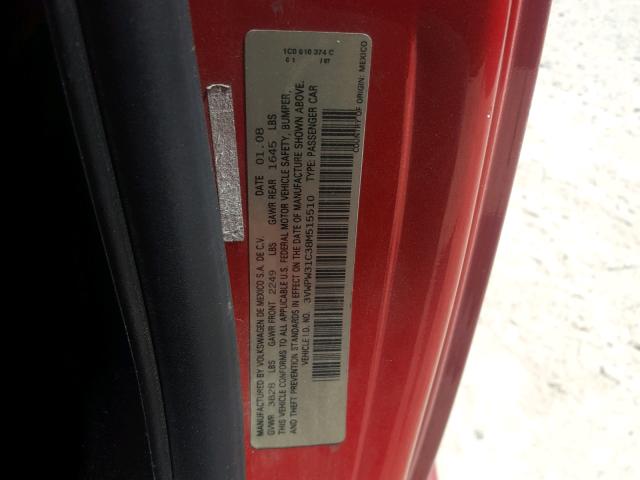 1C0 010 374 C
C 1 / 07
MANUFACTURED BY VOLKSWAGEN DE MEXICO S.A. DE C.V. DATE 01.08
GVWR 3828 LBS GAWR FRONT 2249 LBS GAWR REAR 1645 LBS
THIS VEHICLE CONFORMS TO ALL APPLICABLE U.S. FEDERAL MOTOR VEHICLE SAFETY, BUMPER,
AND THEFT PREVENTION STANDARDS IN EFFECT ON THE DATE OF MANUFACTURE SHOWN ABOVE.
VEHICLE I.D. NO. 3VWPW31C38M515510 TYPE: PASSENGER CAR
COUNTRY OF ORIGIN: MEXICO